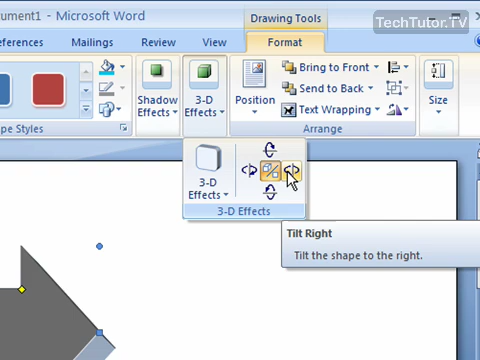 ument1 - Microsoft Word
Drawing Tools
TechTutor.TV
eferences
Mailings
Review
View
Format
Shadow
Effects
3-D
Effects
Position
Bring to Front
Send to Back
Text Wrapping
Size
pe Styles
Arrange
3-D
Effects
3-D Effects
Tilt Right
Tilt the shape to the right.